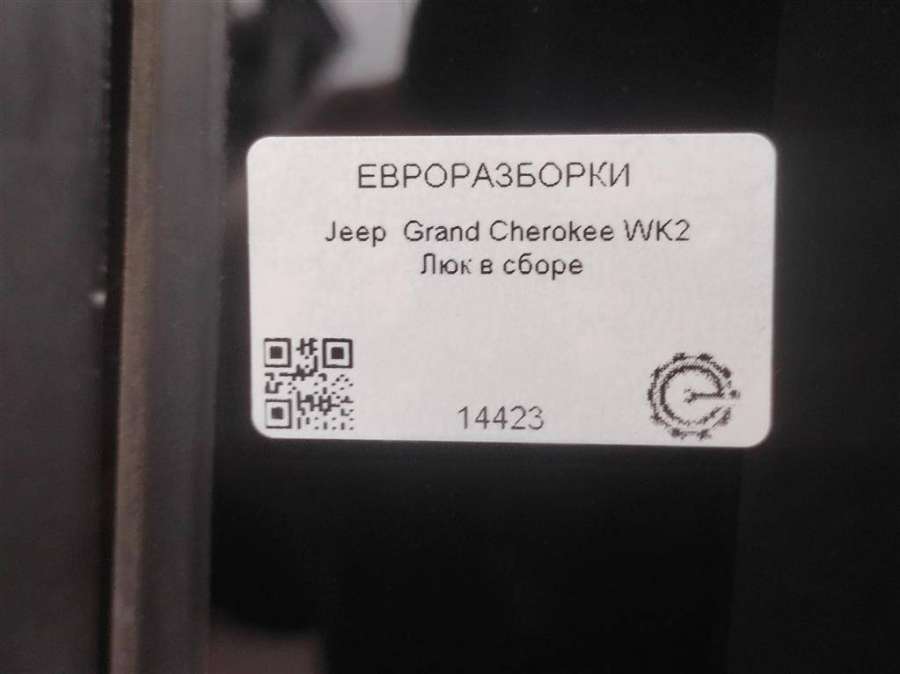 ЕВРОРАЗБОРКИ
Jeep Grand Cherokee WK2
Люк в сборе
14423